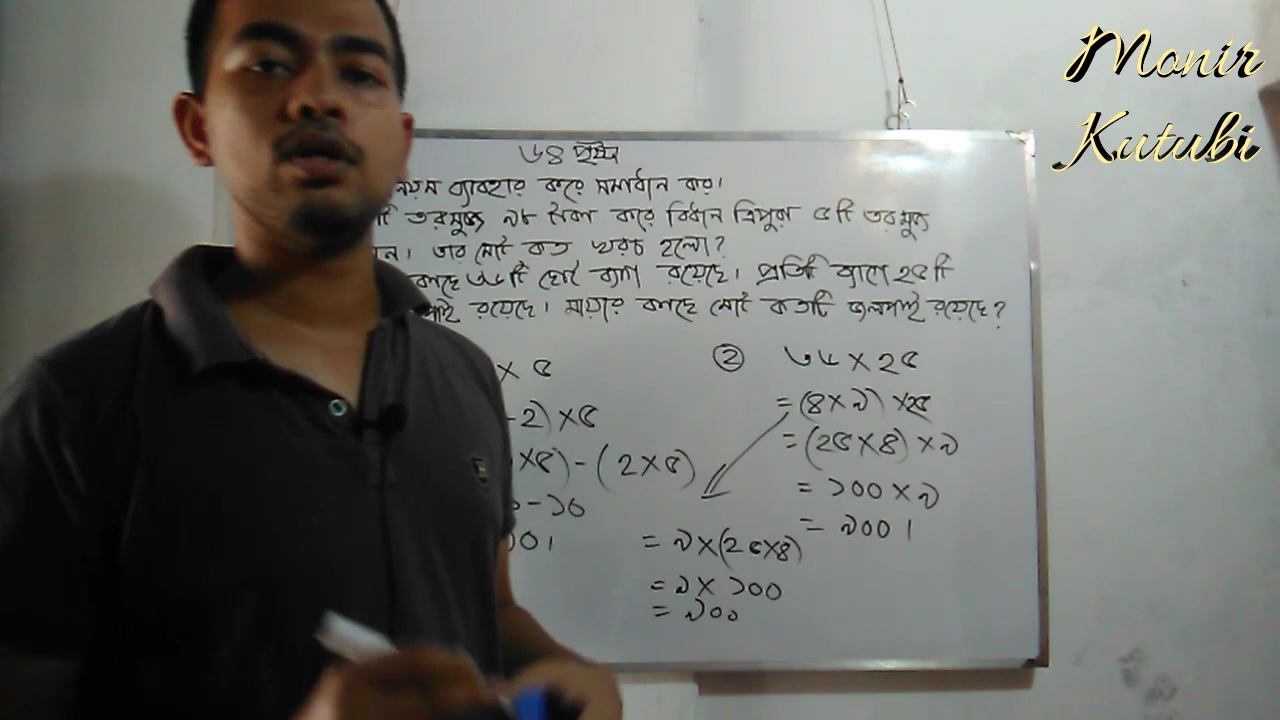 ৬৪ পৃষ্ঠা
ব্যবহার করে সমাধান কর।
টি তরমুজ ৯৮ টাকা করে বিধান ত্রিপুরা ৫টি তরমুজ
ন। তার মোট কত খরচ হলো?
কাছে ৩৬টি ছোট ব্যাগ রয়েছে। প্রতিটি ব্যাগে ২৫টি
রয়েছে। মায়ার কাছে মোট কতটি জলপাই রয়েছে?
× ৫
-২) × ৫
×৫) - (২×৫)
- ১০
০।
② ৩৬ × ২৫
= (৪×৯) × ২৫
= (২৫×৪) × ৯
= ১০০ × ৯
= ৯০০।
= ৯×(২৫×৪)
= ৯ × ১০০
= ৯০০
Monir
Kutubi